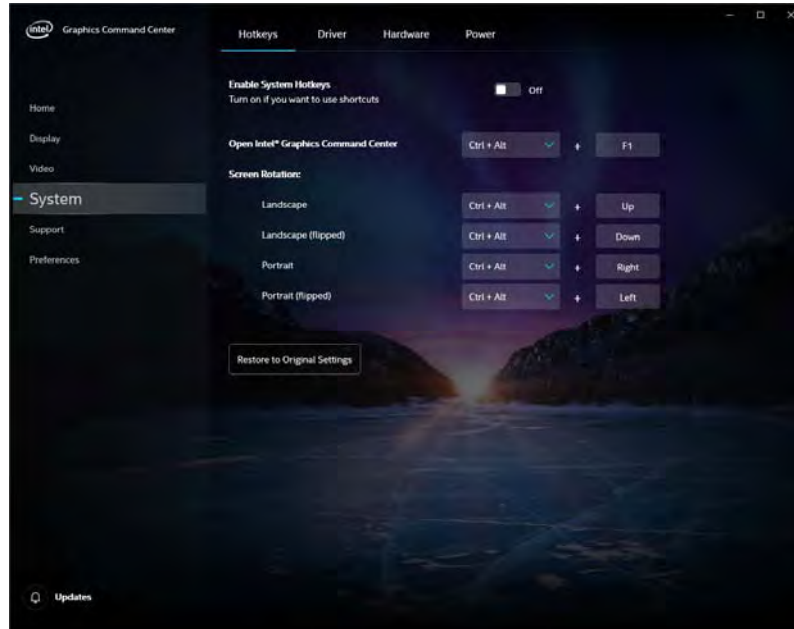 intel Graphics Command Center
Hotkeys Driver Hardware Power
Enable System Hotkeys
Turn on if you want to use shortcuts
Off
Home
Display
Open Intel® Graphics Command Center Ctrl + Alt + F1
Video
Screen Rotation:
System
Landscape Ctrl + Alt + Up
Support
Landscape (flipped) Ctrl + Alt + Down
Preferences
Portrait Ctrl + Alt + Right
Portrait (flipped) Ctrl + Alt + Left
Restore to Original Settings
Updates